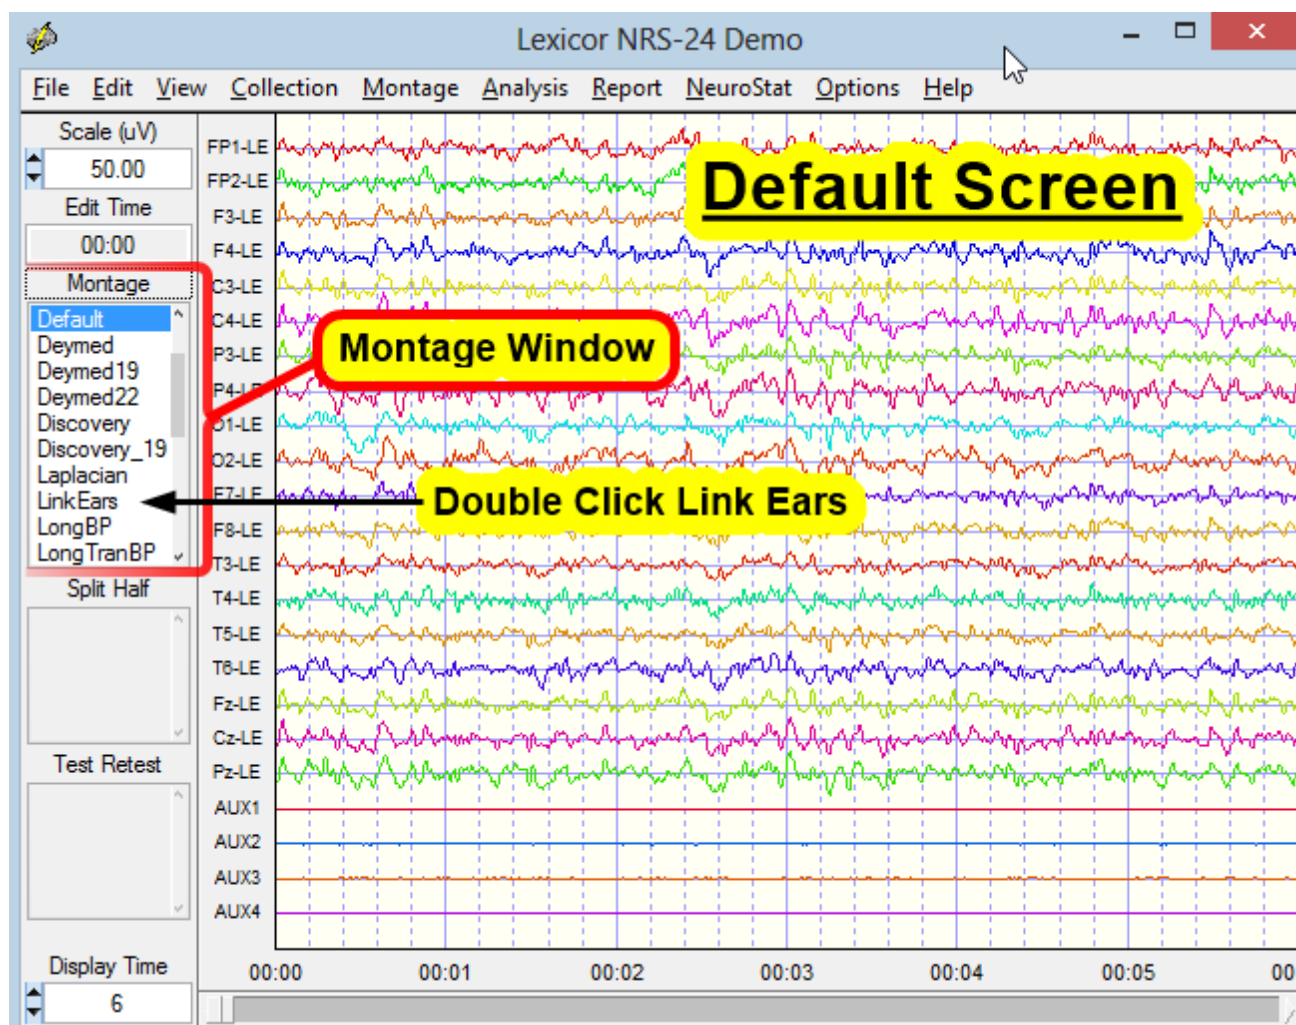 Lexicor NRS-24 Demo
File Edit View Collection Montage Analysis Report NeuroStat Options Help
Scale (uV)
50.00
Edit Time
00:00
Montage
Default
Deymed
Deymed19
Deymed22
Discovery
Discovery_19
Laplacian
LinkEars
LongBP
LongTranBP
Split Half
Test Retest
Display Time
6
FP1-LE
FP2-LE
F3-LE
F4-LE
C3-LE
C4-LE
P3-LE
P4-LE
O1-LE
O2-LE
F7-LE
F8-LE
T3-LE
T4-LE
T5-LE
T6-LE
Fz-LE
Cz-LE
Pz-LE
AUX1
AUX2
AUX3
AUX4
Default Screen
Montage Window
Double Click Link Ears
00:00 00:01 00:02 00:03 00:04 00:05 00